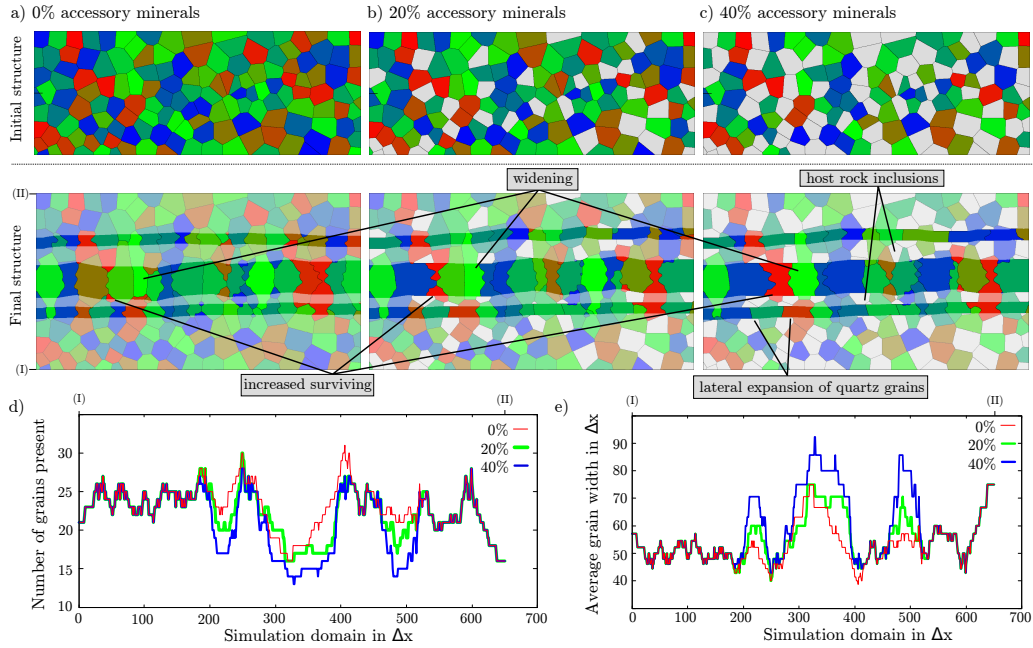 a) 0% accessory minerals
b) 20% accessory minerals
c) 40% accessory minerals
Initial structure
Final structure
(II)
(I)
widening
host rock inclusions
increased surviving
lateral expansion of quartz grains
d)
(I)
(II)
0%
20%
40%
Number of grains present
30
25
20
15
10
0
100
200
300
400
500
600
700
Simulation domain in Δx
e)
(I)
(II)
0%
20%
40%
Average grain width in Δx
90
80
70
60
50
40
0
100
200
300
400
500
600
700
Simulation domain in Δx